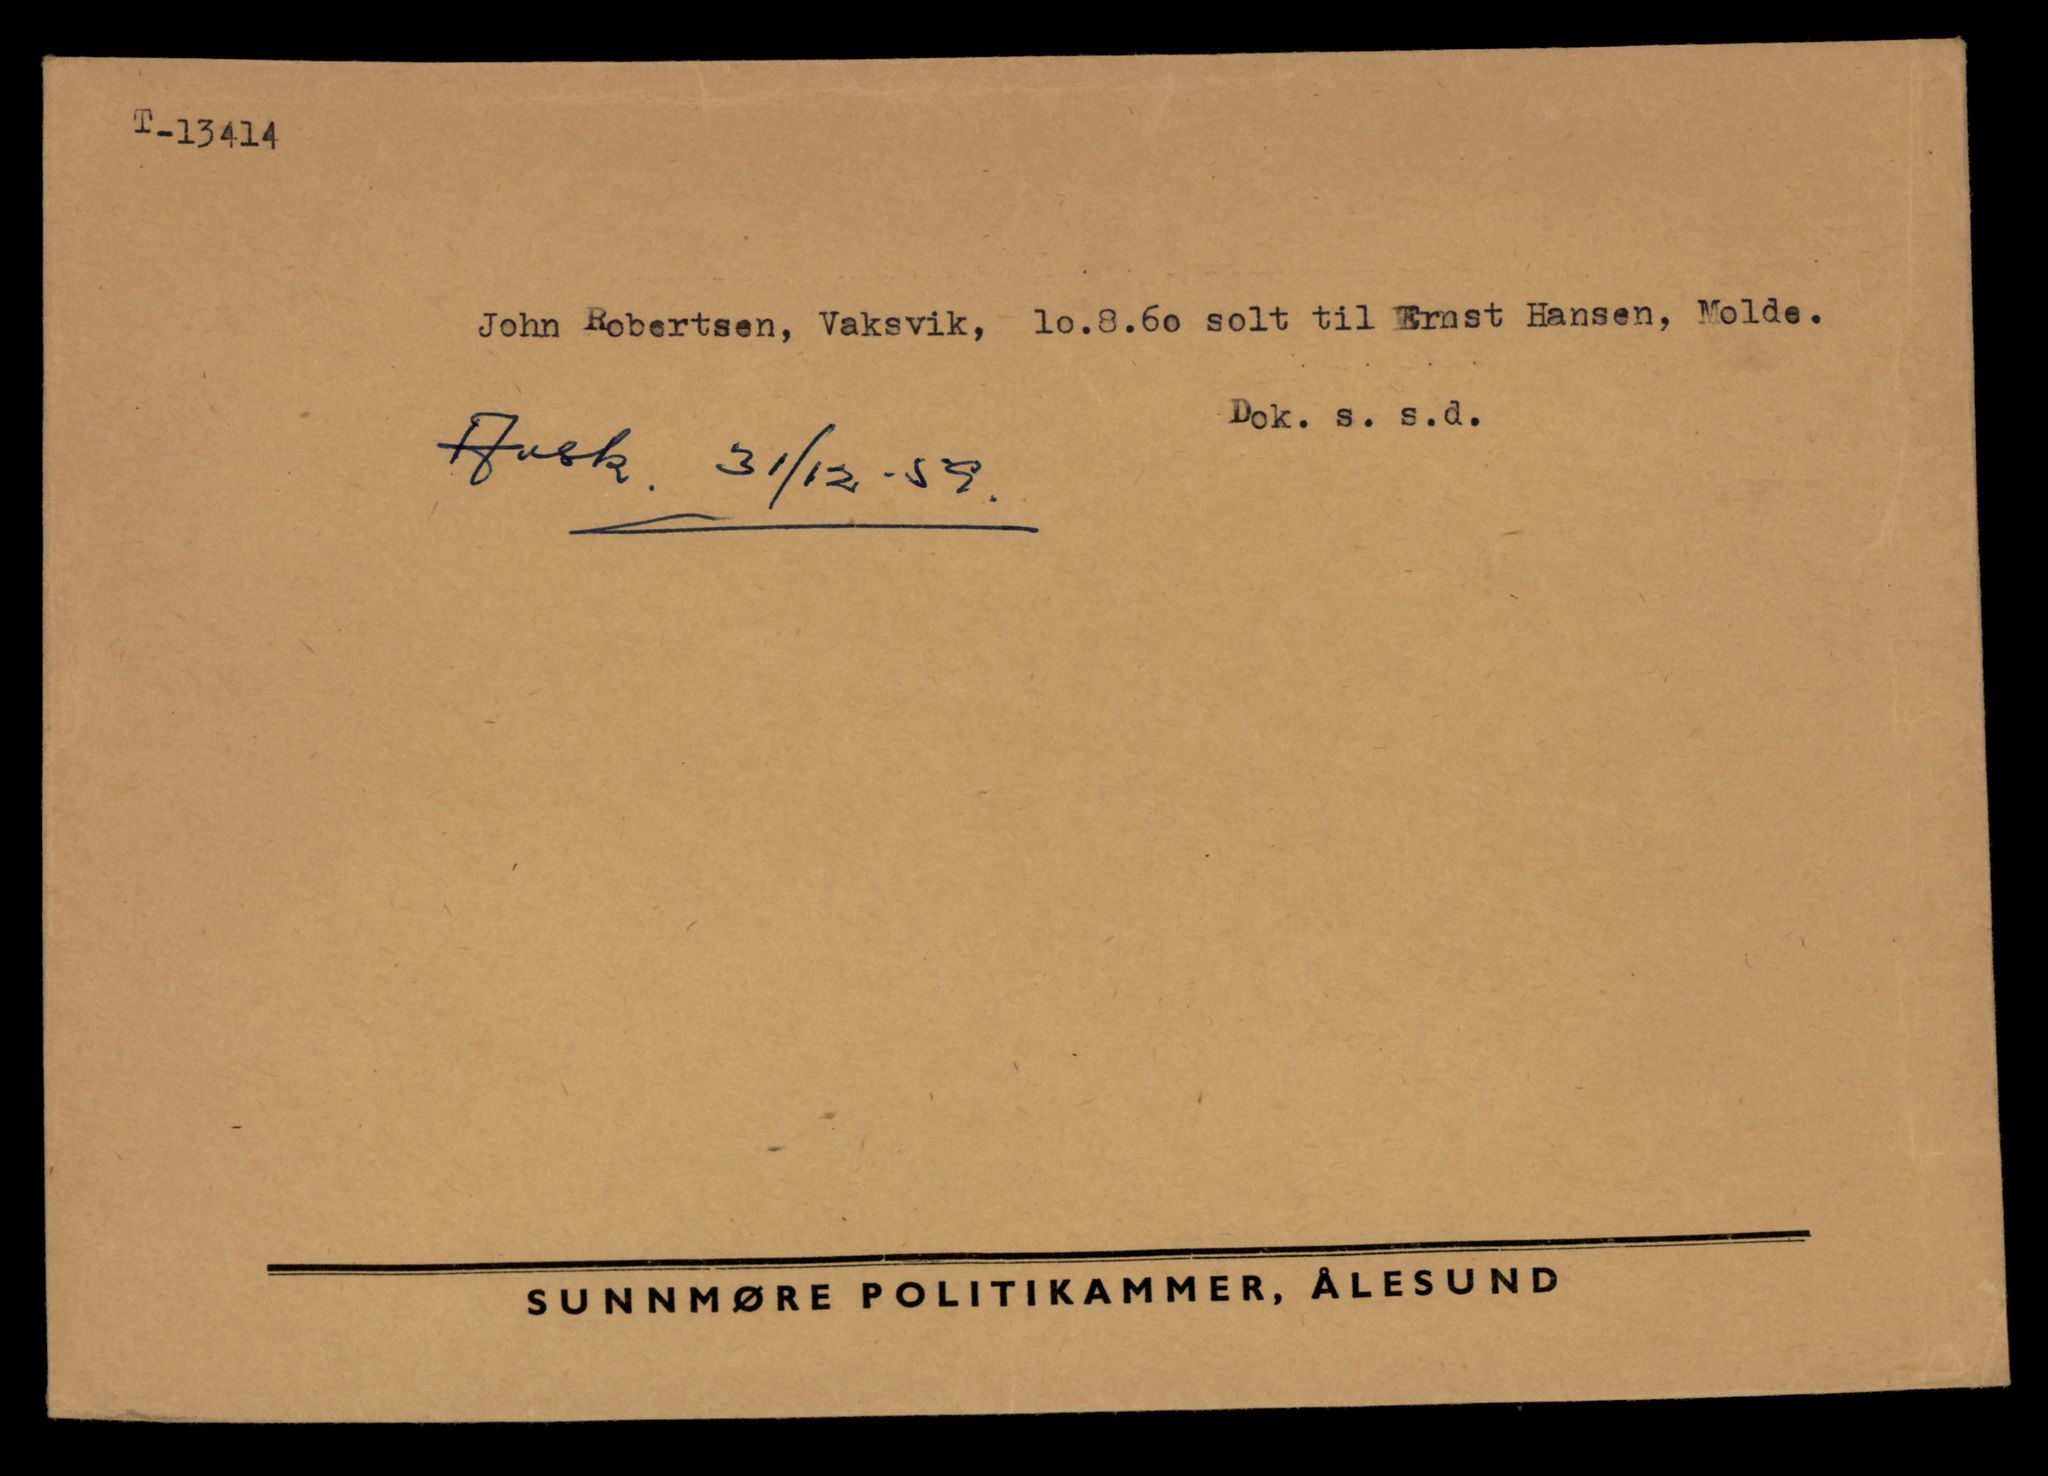 T-13414
John Robertsen, Vaksvik, lo.8.6o solt til Ernst Hansen, Molde.
Dok. s. s.d.
Avsk. 31/12-59.
SUNNMØRE POLITIKAMMER, ÅLESUND